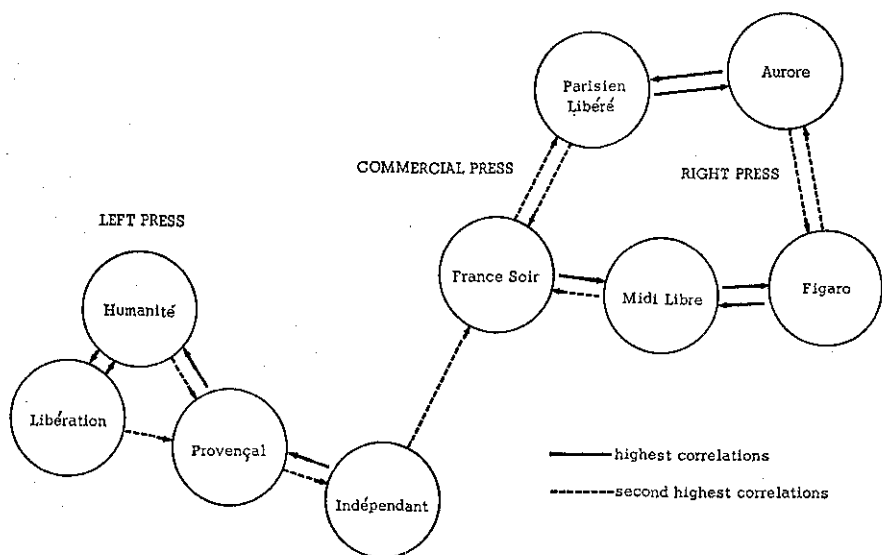 Parisien
Libéré
Aurore
COMMERCIAL PRESS
RIGHT PRESS
LEFT PRESS
France Soir
Midi Libre
Figaro
Humanité
Libération
Provençal
Indépendant
highest correlations
second highest correlations